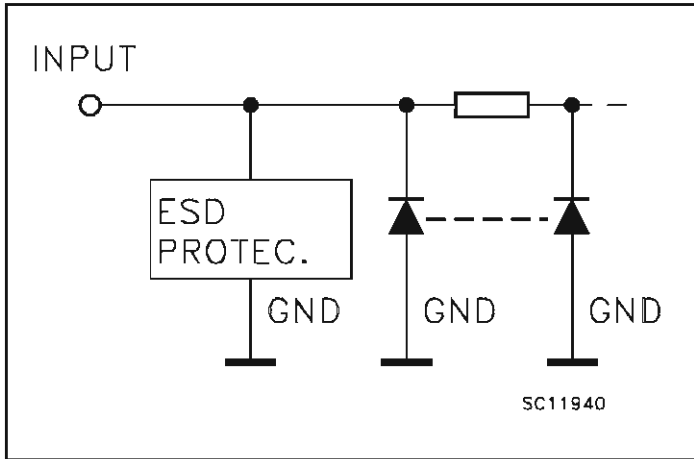 INPUT
ESD
PROTEC.
GND
GND
GND
SC11940